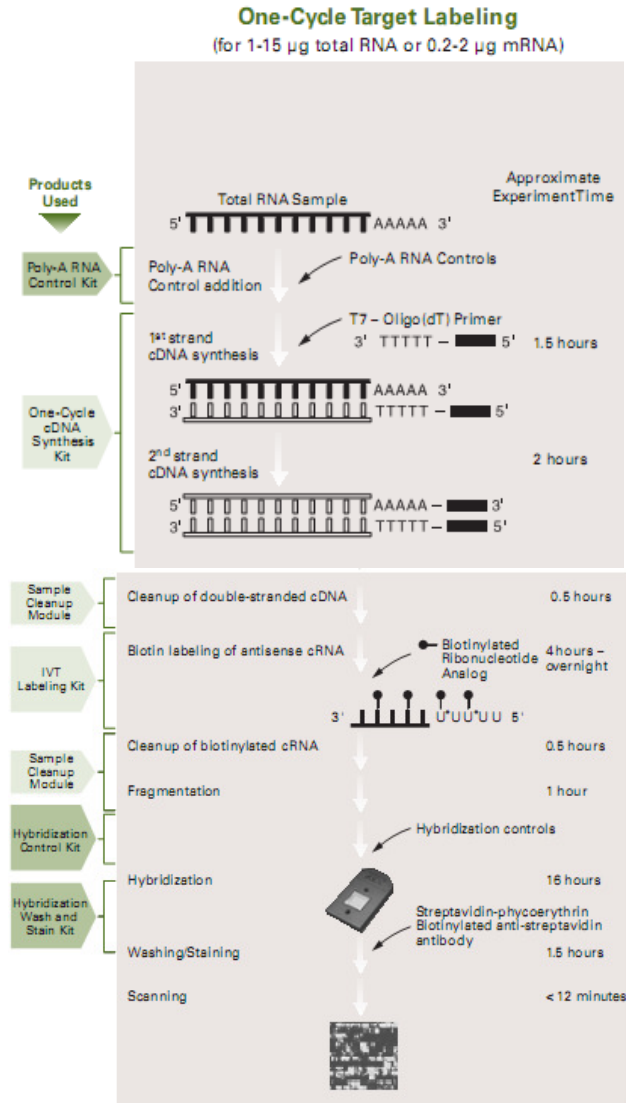 One-Cycle Target Labeling
(for 1-15 µg total RNA or 0.2-2 µg mRNA)
Products
Used
Approximate
ExperimentTime
Total RNA Sample
5' AAAAA 3'
Poly-A RNA
Control Kit
Poly-A RNA
Control addition
Poly-A RNA Controls
T7 – Oligo(dT) Primer
1st strand
cDNA synthesis
3' TTTTT – 5'
1.5 hours
5' AAAAA 3'
3' TTTTT – 5'
One-Cycle
cDNA
Synthesis
Kit
2nd strand
cDNA synthesis
2 hours
5' AAAAA – 3'
3' TTTTT – 5'
Sample
Cleanup
Module
Cleanup of double-stranded cDNA
0.5 hours
IVT
Labeling Kit
Biotin labeling of antisense cRNA
Biotinylated
Ribonucleotide
Analog
4 hours –
overnight
3' U*UU*UU 5'
Sample
Cleanup
Module
Cleanup of biotinylated cRNA
0.5 hours
Fragmentation
1 hour
Hybridization
Control Kit
Hybridization controls
Hybridization
Wash and
Stain Kit
Hybridization
16 hours
Streptavidin-phycoerythrin
Biotinylated anti-streptavidin
antibody
Washing/Staining
1.5 hours
Scanning
< 12 minutes